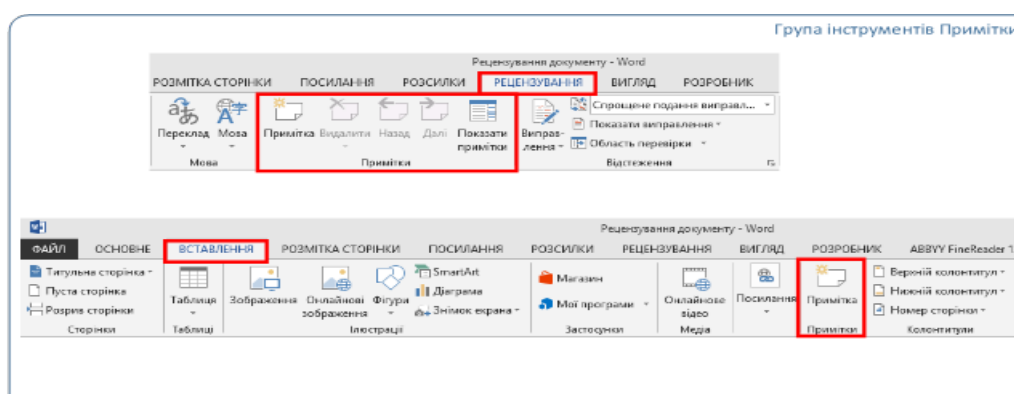 Група інструментів Примітки
Рецензування документу - Word
РОЗМІТКА СТОРІНКИ ПОСИЛАННЯ РОЗСИЛКИ РЕЦЕНЗУВАННЯ ВИГЛЯД РОЗРОБНИК
Переклад Мова Примітка Видалити Назад Далі Показати примітки Виправлення
Спрощене подання виправл...
Показати виправлення
Область перевірки
Мова Примітки Відстеження
Рецензування документу - Word
ФАЙЛ ОСНОВНЕ ВСТАВЛЕННЯ РОЗМІТКА СТОРІНКИ ПОСИЛАННЯ РОЗСИЛКИ РЕЦЕНЗУВАННЯ ВИГЛЯД РОЗРОБНИК ABBYY FineReader 1
Титульна сторінка
Пуста сторінка
Розрив сторінки
Таблиця Зображення Онлайнові зображення Фігури
SmartArt
Діаграма
Знімок екрана
Магазин
Мої програми
Онлайнове відео
Посилання
Примітка
Верхній колонтитул
Нижній колонтитул
Номер сторінки
Сторінки Таблиці Ілюстрації Застосунки Медіа Примітки Колонтитули